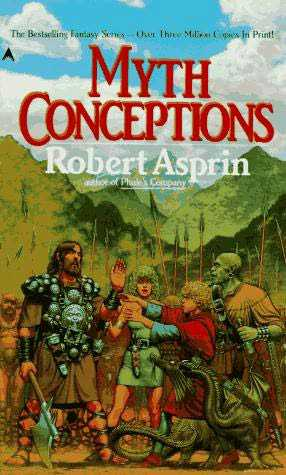 The Bestselling Fantasy Series – Over Three Million Copies In Print!
MYTH
CONCEPTIONS
Robert Asprin
author of Phule's Company